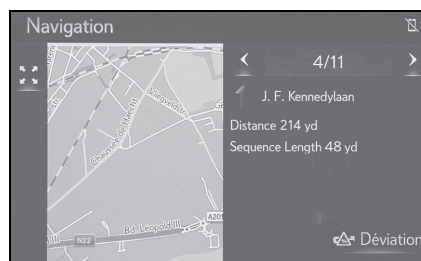 Navigation
4/11
J. F. Kennedylaan
Distance 214 yd
Sequence Length 48 yd
Déviation
Chaussée de Haecht
Vliegveldstr.
Bd. Léopold III
A201
N22